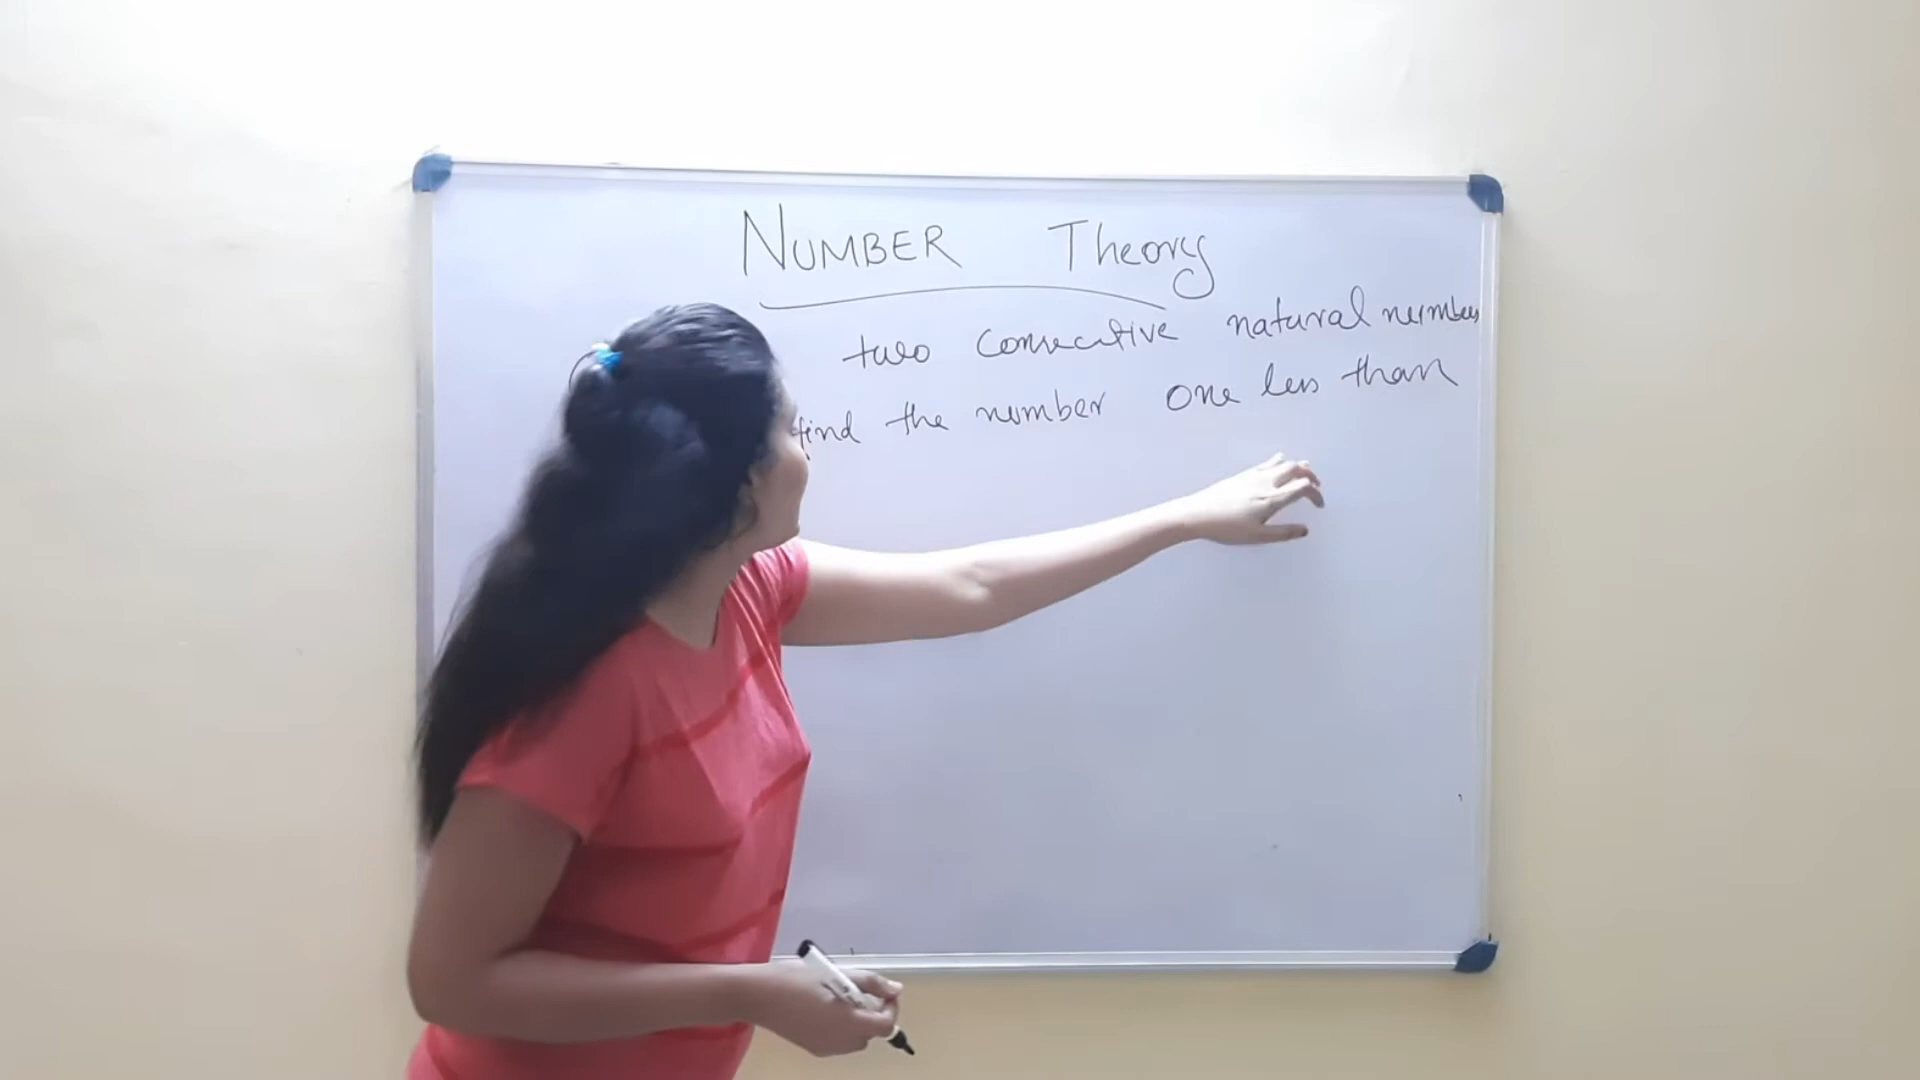 NUMBER Theory
two consecutive natural numbers
find the number one less than